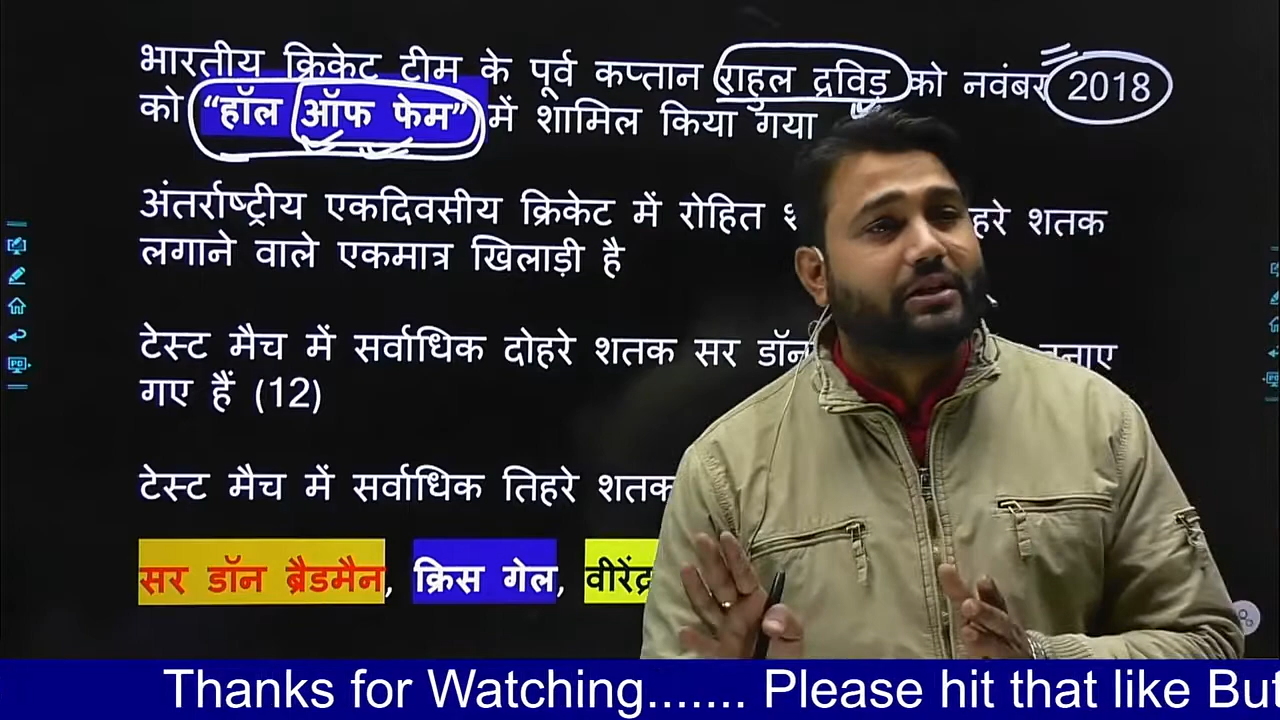 भारतीय क्रिकेट टीम के पूर्व कप्तान राहुल द्रविड़ को नवंबर 2018
को “हॉल ऑफ फेम” में शामिल किया गया
अंतर्राष्ट्रीय एकदिवसीय क्रिकेट में रोहित शतक
लगाने वाले एकमात्र खिलाड़ी है
टेस्ट मैच में सर्वाधिक दोहरे शतक सर डॉन
गए हैं (12)
टेस्ट मैच में सर्वाधिक तिहरे शतक
सर डॉन ब्रैडमैन, क्रिस गेल, वीरेंद्र
Thanks for Watching....... Please hit that like